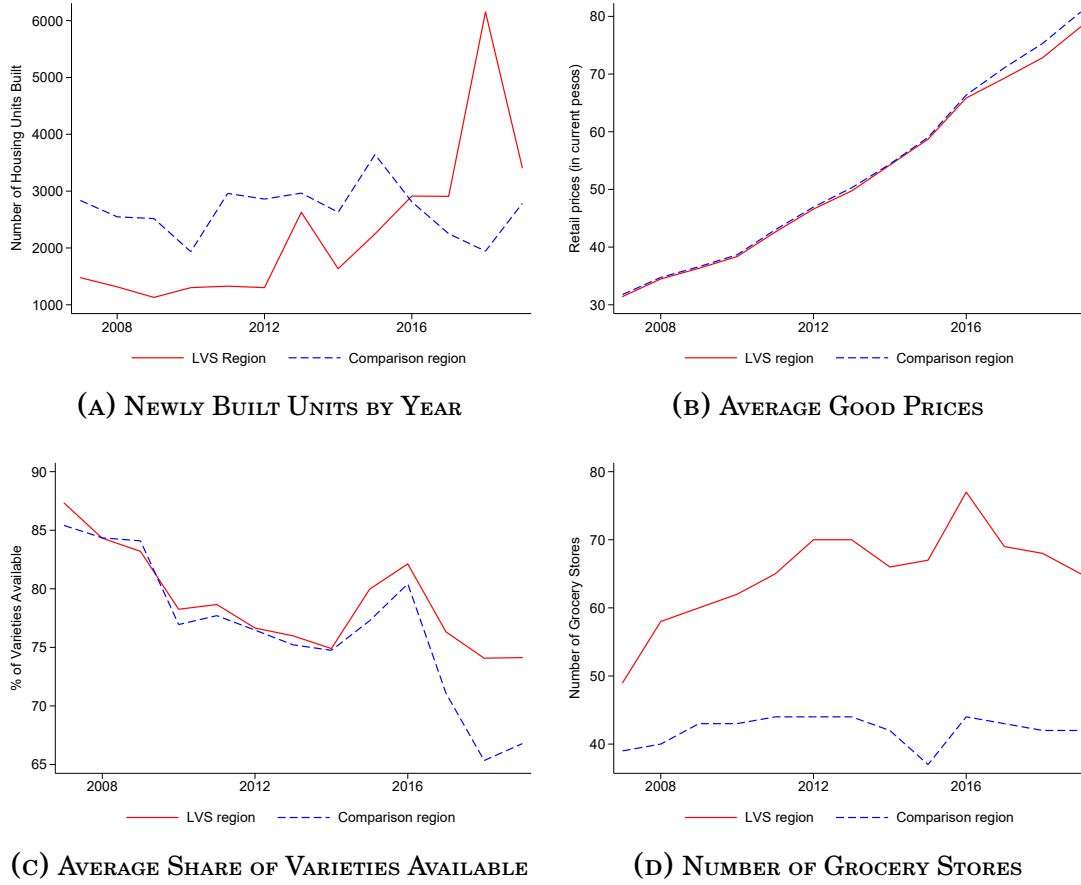 Number of Housing Units Built
6000
5000
4000
3000
2000
1000
2008
2012
2016
LVS Region
Comparison region
(A) Newly Built Units by Year
Retail prices (in current pesos)
80
70
60
50
40
30
2008
2012
2016
LVS region
Comparison region
(B) Average Good Prices
% of Varieties Available
90
85
80
75
70
65
2008
2012
2016
LVS region
Comparison region
(C) Average Share of Varieties Available
Number of Grocery Stores
80
70
60
50
40
2008
2012
2016
LVS region
Comparison region
(D) Number of Grocery Stores